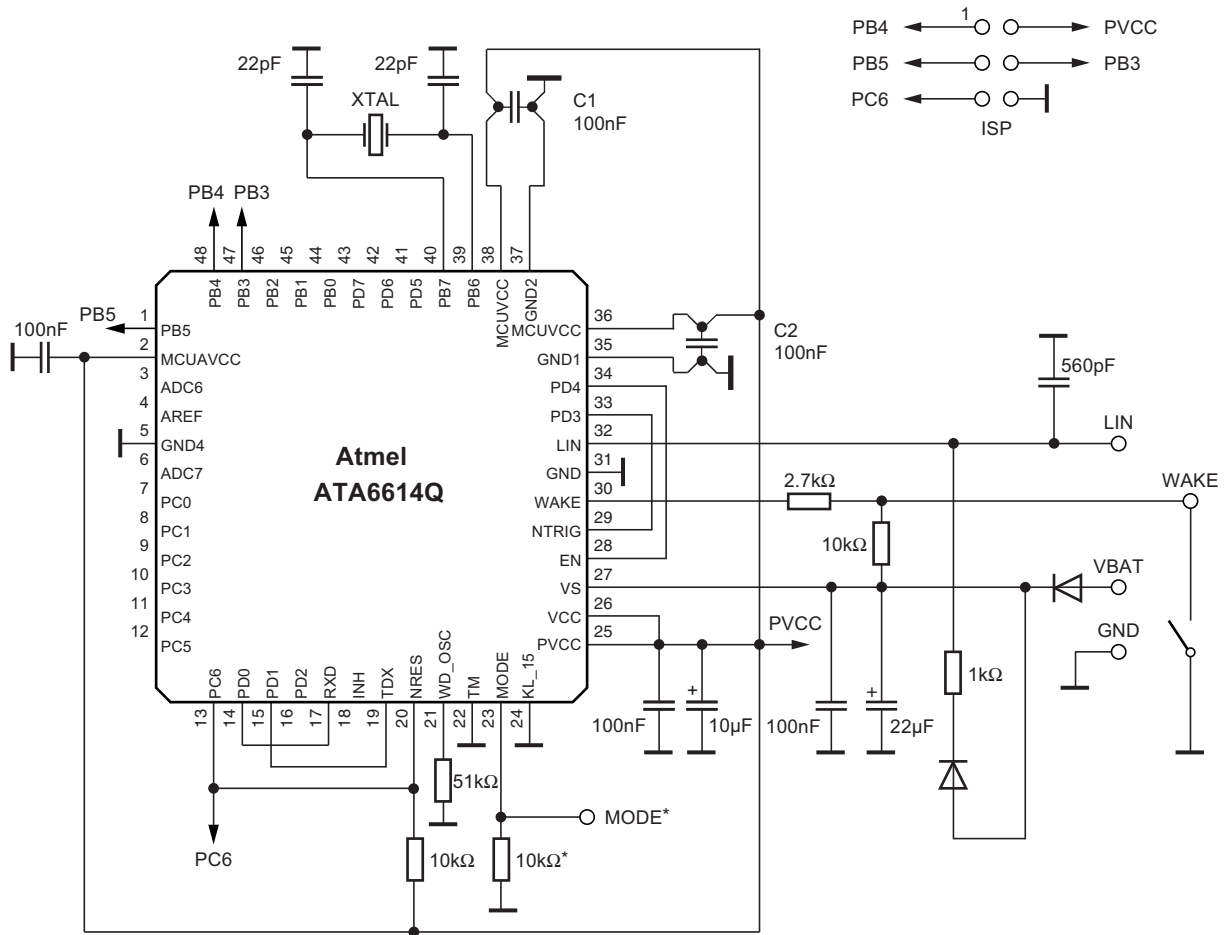 1
PB4
PVCC
PB5
PB3
PC6
ISP
22pF
22pF
XTAL
C1
100nF
PB4
PB3
48
47
46
45
44
43
42
41
40
39
38
37
PB4
PB3
PB2
PB1
PB0
PD7
PD6
PD5
PB7
PB6
MCUVCC
GND2
100nF
PB5
1
PB5
2
MCUAVCC
3
ADC6
4
AREF
5
GND4
6
ADC7
7
PC0
8
PC1
9
PC2
10
PC3
11
PC4
12
PC5
Atmel
ATA6614Q
36
MCUVCC
35
GND1
34
PD4
33
PD3
32
LIN
31
GND
30
WAKE
29
NTRIG
28
EN
27
VS
26
VCC
25
PVCC
C2
100nF
560pF
LIN
2.7kΩ
WAKE
10kΩ
VBAT
PVCC
GND
1kΩ
100nF
+
10µF
100nF
+
22µF
PC6
PD0
PD1
PD2
RXD
INH
TDX
NRES
WD_OSC
TM
MODE
KL_15
13
14
15
16
17
18
19
20
21
22
23
24
51kΩ
MODE*
PC6
10kΩ
10kΩ*